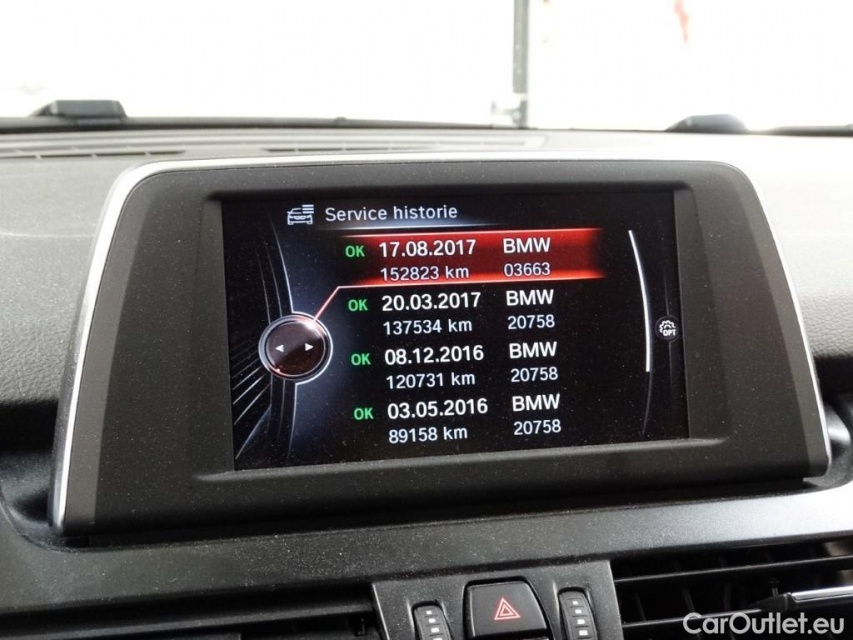 Service historie
OK 17.08.2017 BMW
152823 km 03663
OK 20.03.2017 BMW
137534 km 20758
OK 08.12.2016 BMW
120731 km 20758
OK 03.05.2016 BMW
89158 km 20758
OPT
CarOutlet.eu